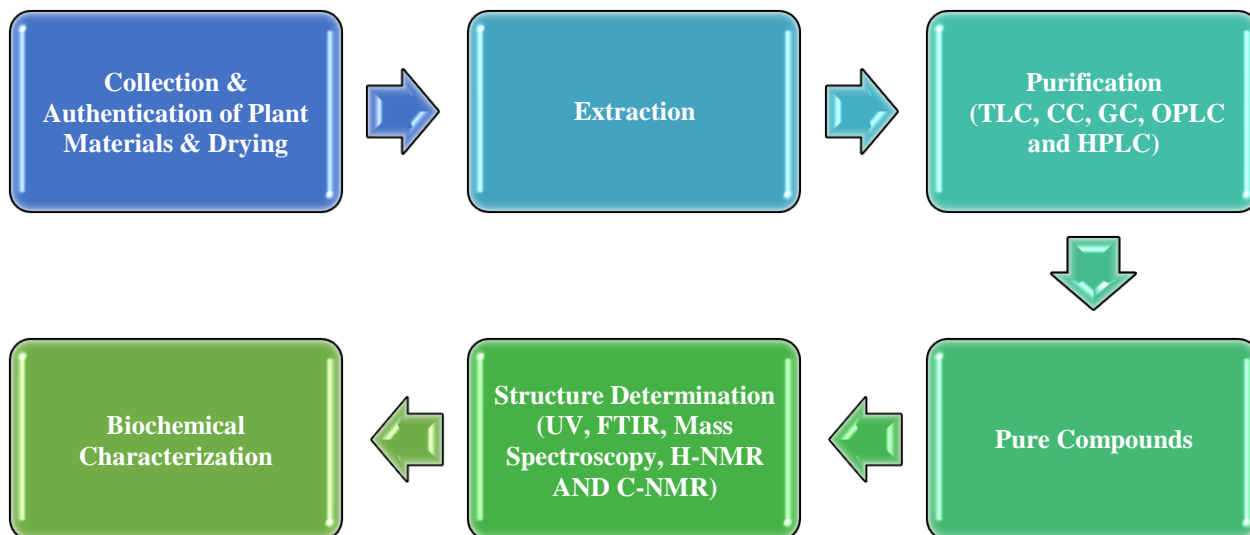 Collection &
Authentication of Plant
Materials & Drying
Extraction
Purification
(TLC, CC, GC, OPLC
and HPLC)
Pure Compounds
Structure Determination
(UV, FTIR, Mass
Spectroscopy, H-NMR
AND C-NMR)
Biochemical
Characterization